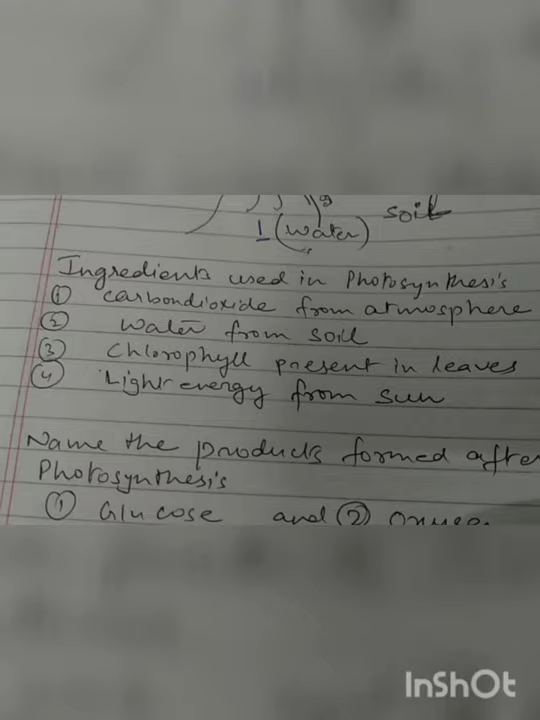 soil
1 (water)
Ingredients used in Photosynthesis
① carbondioxide from atmosphere
② water from soil
③ chlorophyll present in leaves
④ Light energy from sun
Name the products formed after
Photosynthesis
① Glucose and ②
InShOt